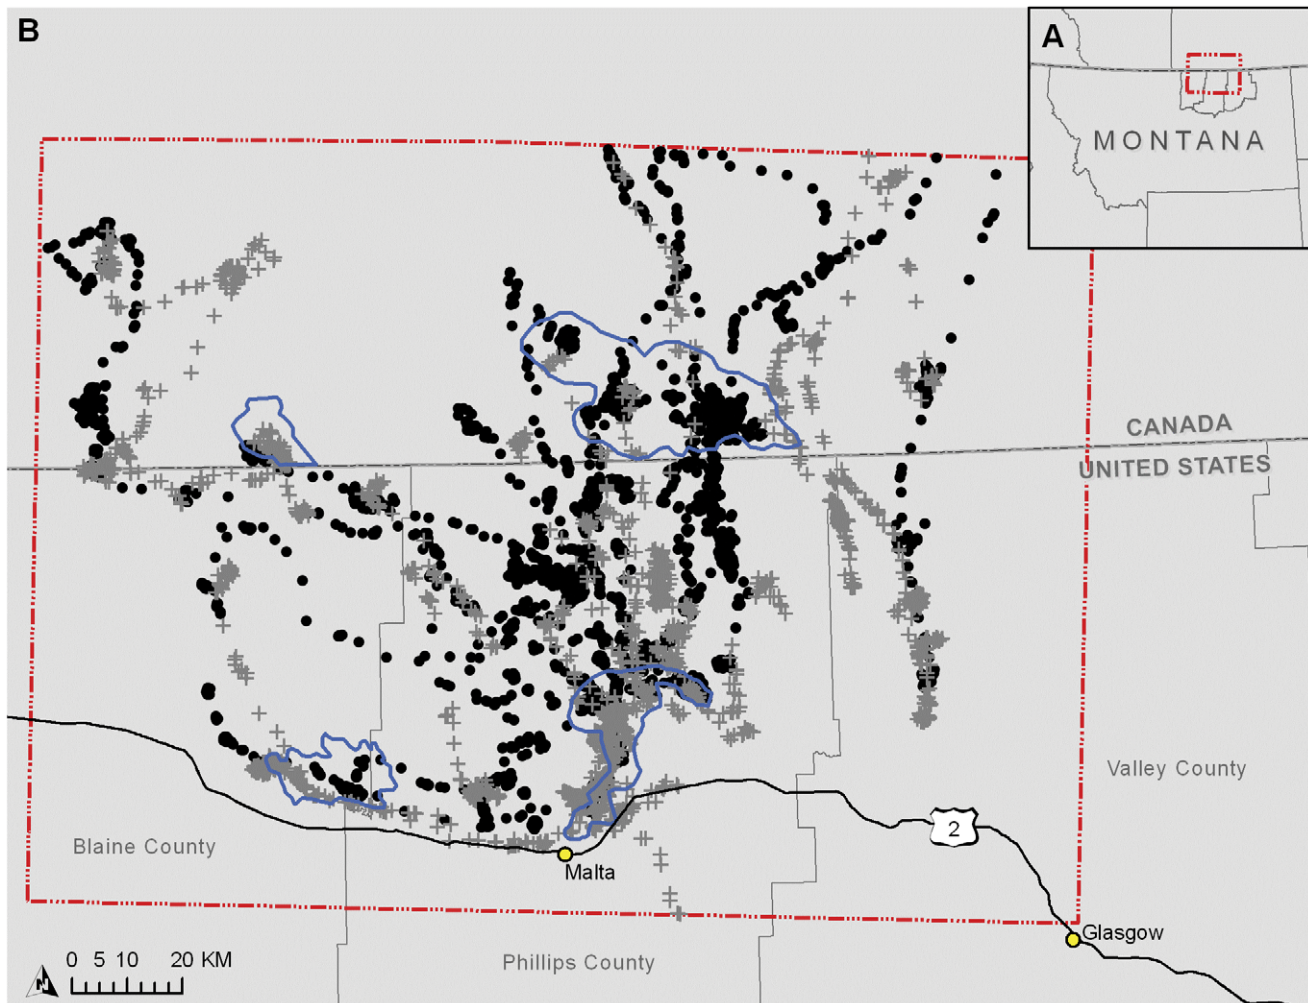 B
A
MONTANA
CANADA
UNITED STATES
Valley County
2
Blaine County
Malta
Glasgow
Phillips County
0 5 10 20 KM
N